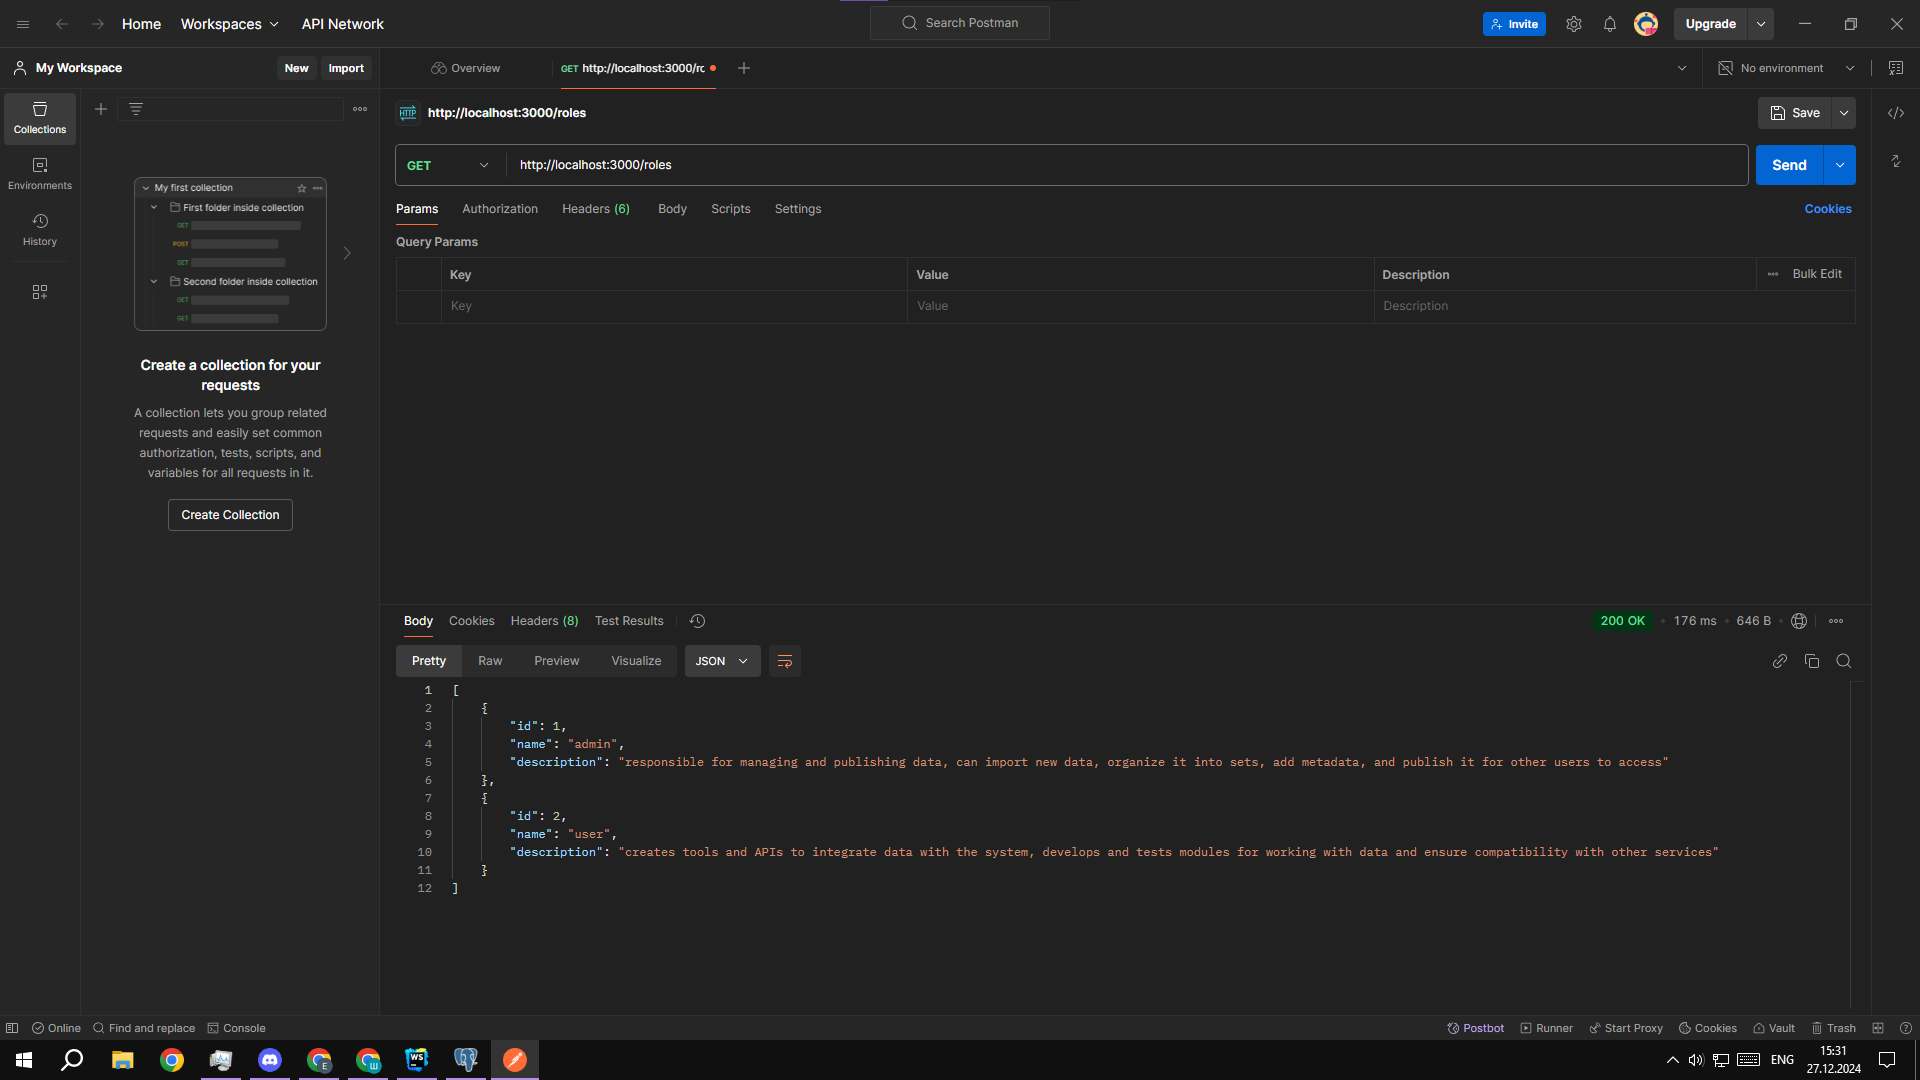 Home Workspaces API Network
Search Postman
Invite
Upgrade
My Workspace
New Import
Overview
GET http://localhost:3000/rc
No environment
Collections
Environments
History
My first collection
First folder inside collection
GET
POST
GET
Second folder inside collection
GET
GET
Create a collection for your
requests
A collection lets you group related
requests and easily set common
authorization, tests, scripts, and
variables for all requests in it.
Create Collection
HTTP http://localhost:3000/roles
Save
GET http://localhost:3000/roles
Send
Params Authorization Headers (6) Body Scripts Settings
Cookies
Query Params
Key Value Description Bulk Edit
Key Value Description
Body Cookies Headers (8) Test Results
200 OK 176 ms 646 B
Pretty Raw Preview Visualize JSON
1 [
2 {
3 "id": 1,
4 "name": "admin",
5 "description": "responsible for managing and publishing data, can import new data, organize it into sets, add metadata, and publish it for other users to access"
6 },
7 {
8 "id": 2,
9 "name": "user",
10 "description": "creates tools and APIs to integrate data with the system, develops and tests modules for working with data and ensure compatibility with other services"
11 }
12 ]
Online Find and replace Console
Postbot Runner Start Proxy Cookies Vault Trash
E
Ш
WS
ENG
15:31
27.12.2024